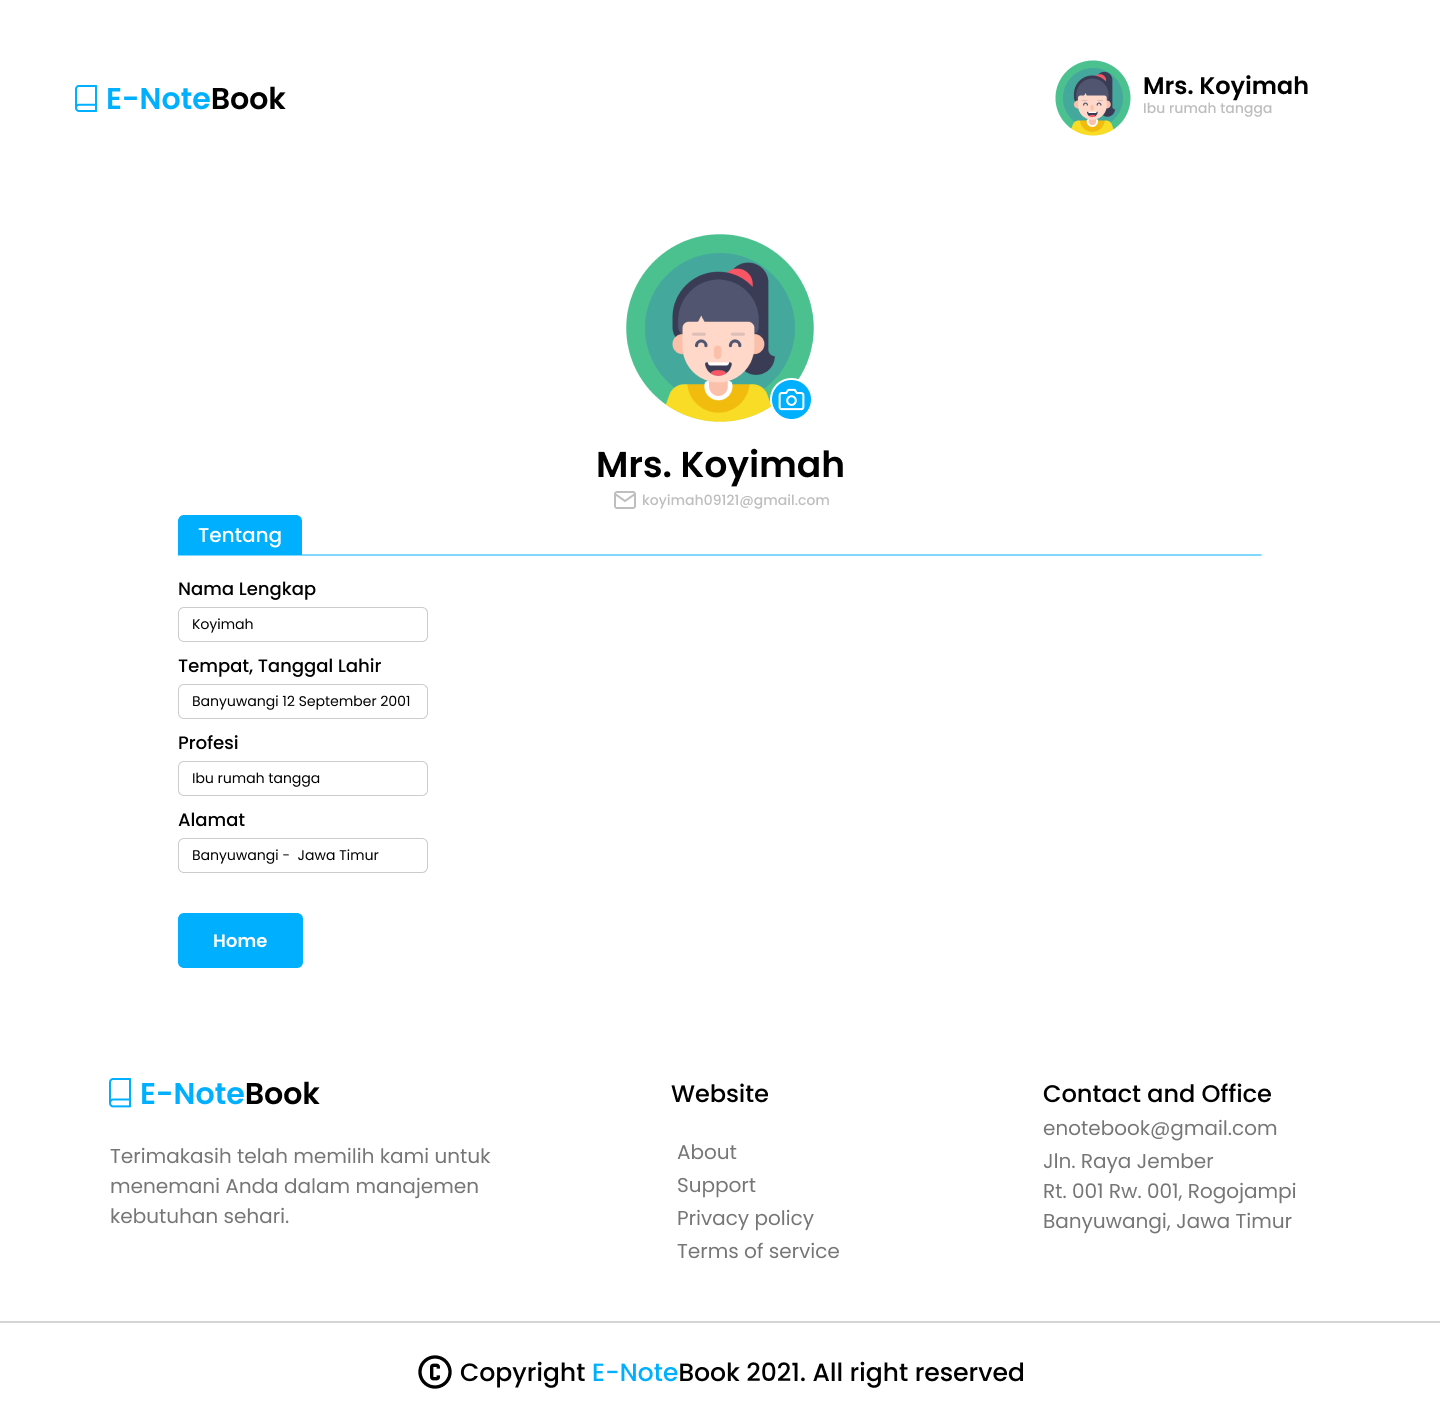 E-NoteBook
Mrs. Koyimah
Ibu rumah tangga
Mrs. Koyimah
koyimah09121@gmail.com
Tentang
Nama Lengkap
Koyimah
Tempat, Tanggal Lahir
Banyuwangi 12 September 2001
Profesi
Ibu rumah tangga
Alamat
Banyuwangi - Jawa Timur
Home
E-NoteBook
Terimakasih telah memilih kami untuk
menemani Anda dalam manajemen
kebutuhan sehari.
Website
About
Support
Privacy policy
Terms of service
Contact and Office
enotebook@gmail.com
Jln. Raya Jember
Rt. 001 Rw. 001, Rogojampi
Banyuwangi, Jawa Timur
© Copyright E-NoteBook 2021. All right reserved